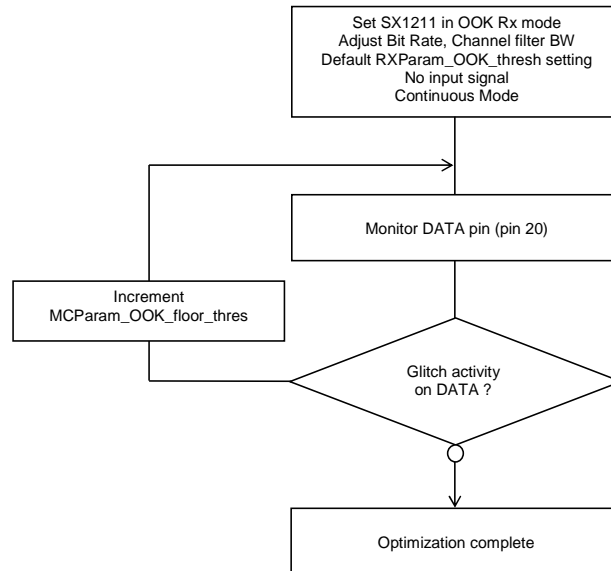 Set SX1211 in OOK Rx mode
Adjust Bit Rate, Channel filter BW
Default RXParam_OOK_thresh setting
No input signal
Continuous Mode
Monitor DATA pin (pin 20)
Increment
MCParam_OOK_floor_thres
Glitch activity
on DATA ?
Optimization complete